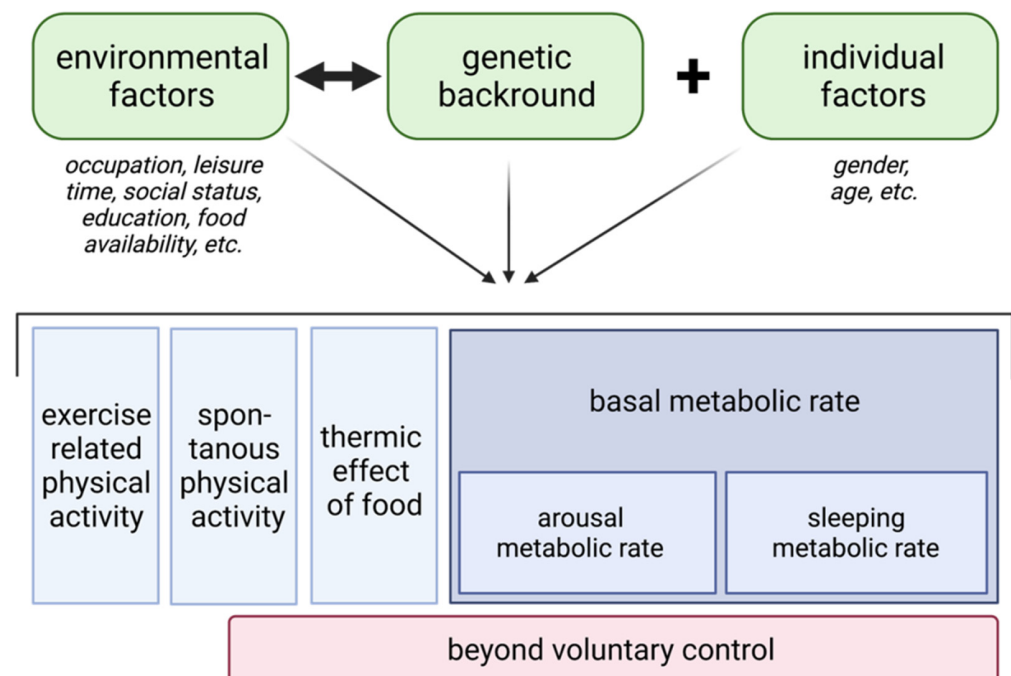 environmental
factors
genetic
backround
+
individual
factors
occupation, leisure
time, social status,
education, food
availability, etc.
gender,
age, etc.
exercise
related
physical
activity
spon-
tanous
physical
activity
thermic
effect
of food
basal metabolic rate
arousal
metabolic rate
sleeping
metabolic rate
beyond voluntary control